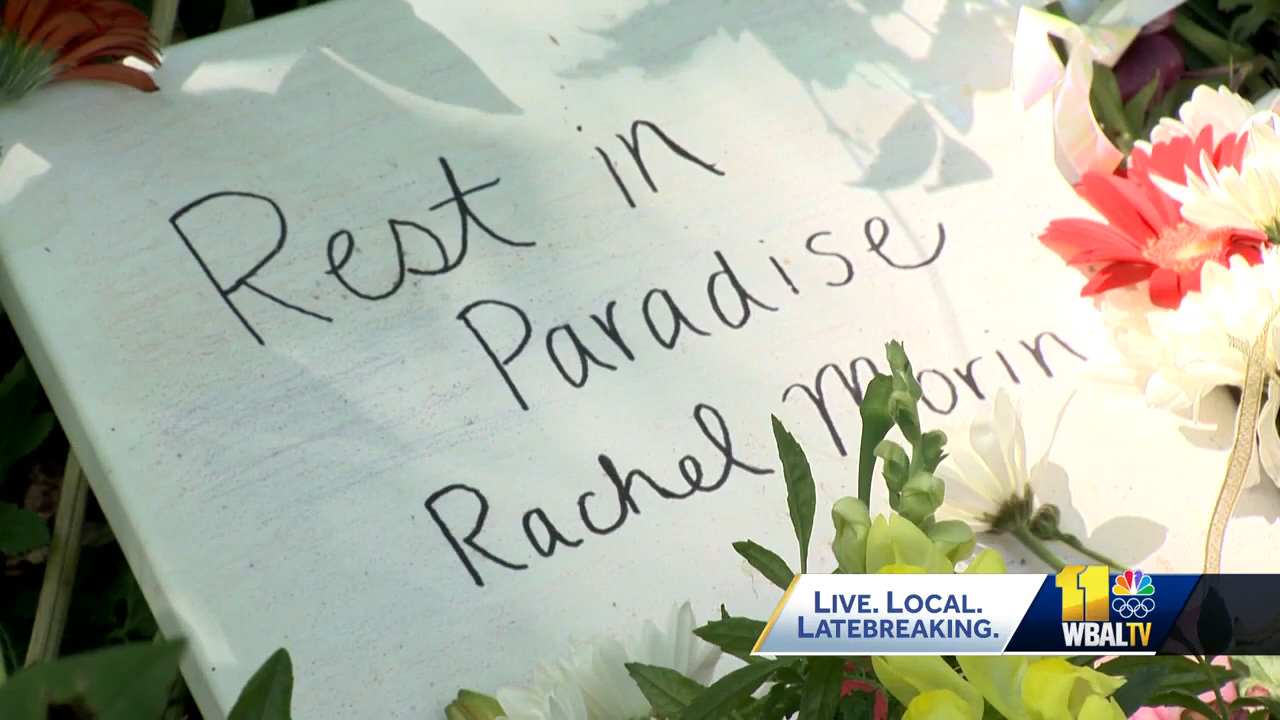 Rest in
Paradise
Rachel Morin
LIVE. LOCAL.
LATEBREAKING.
11
WBALTV